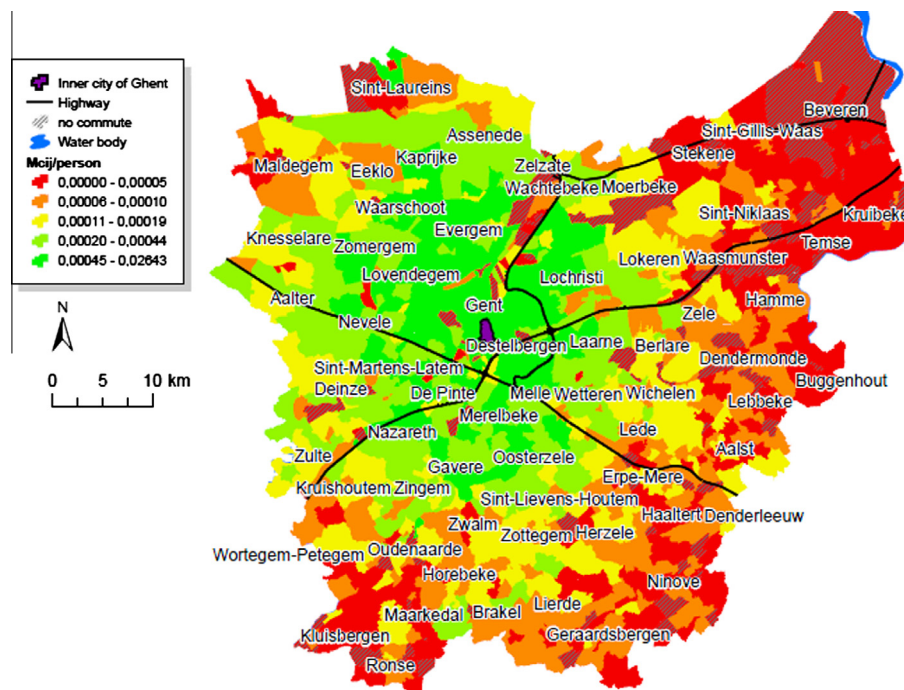 Inner city of Ghent
Highway
no commute
Water body
Mcij/person
0,00000 - 0,00005
0,00006 - 0,00010
0,00011 - 0,00019
0,00020 - 0,00044
0,00045 - 0,02643
N
0 5 10 km
Sint-Laureins
Beveren
Assenede
Sint-Gillis-Waas
Kaprijke
Stekene
Maldegem
Eeklo
Zelzate
Wachtebeke
Moerbeke
Waarschoot
Sint-Niklaas
Kruibeke
Evergem
Knesselare
Zomergem
Temse
Lokeren
Waasmunster
Lovendegem
Lochristi
Aalter
Gent
Hamme
Zele
Nevele
Destelbergen
Laarne
Berlare
Dendermonde
Sint-Martens-Latem
Buggenhout
Deinze
De Pinte
Melle
Wetteren
Wichelen
Lebbeke
Merelbeke
Nazareth
Lede
Aalst
Zulte
Gavere
Oosterzele
Erpe-Mere
Kruishoutem
Zingem
Sint-Lievens-Houtem
Haaltert
Denderleeuw
Zwalm
Zottegem
Herzele
Wortegem-Petegem
Oudenaarde
Horebeke
Ninove
Maarkedal
Brakel
Lierde
Kluisbergen
Geraardsbergen
Ronse